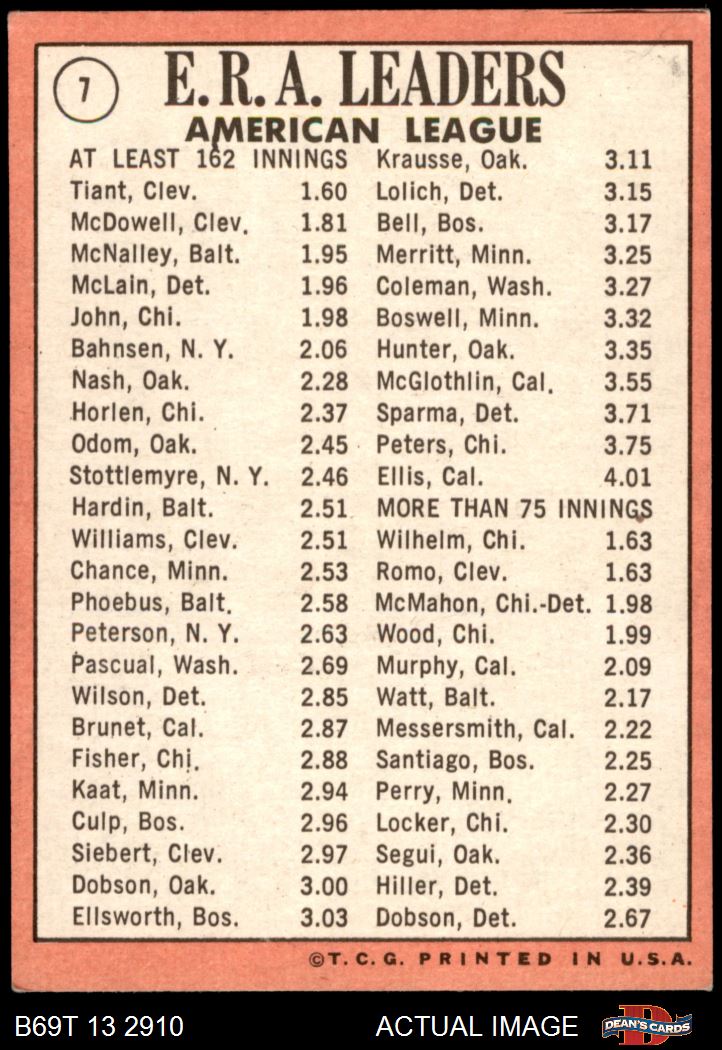 7
E.R.A. LEADERS
AMERICAN LEAGUE
AT LEAST 162 INNINGS
Tiant, Clev. 1.60
McDowell, Clev. 1.81
McNalley, Balt. 1.95
McLain, Det. 1.96
John, Chi. 1.98
Bahnsen, N. Y. 2.06
Nash, Oak. 2.28
Horlen, Chi. 2.37
Odom, Oak. 2.45
Stottlemyre, N. Y. 2.46
Hardin, Balt. 2.51
Williams, Clev. 2.51
Chance, Minn. 2.53
Phoebus, Balt. 2.58
Peterson, N. Y. 2.63
Pascual, Wash. 2.69
Wilson, Det. 2.85
Brunet, Cal. 2.87
Fisher, Chi. 2.88
Kaat, Minn. 2.94
Culp, Bos. 2.96
Siebert, Clev. 2.97
Dobson, Oak. 3.00
Ellsworth, Bos. 3.03
Krausse, Oak. 3.11
Lolich, Det. 3.15
Bell, Bos. 3.17
Merritt, Minn. 3.25
Coleman, Wash. 3.27
Boswell, Minn. 3.32
Hunter, Oak. 3.35
McGlothlin, Cal. 3.55
Sparma, Det. 3.71
Peters, Chi. 3.75
Ellis, Cal. 4.01
MORE THAN 75 INNINGS
Wilhelm, Chi. 1.63
Romo, Clev. 1.63
McMahon, Chi.-Det. 1.98
Wood, Chi. 1.99
Murphy, Cal. 2.09
Watt, Balt. 2.17
Messersmith, Cal. 2.22
Santiago, Bos. 2.25
Perry, Minn. 2.27
Locker, Chi. 2.30
Segui, Oak. 2.36
Hiller, Det. 2.39
Dobson, Det. 2.67
©T.C.G. PRINTED IN U.S.A.
B69T 13 2910
ACTUAL IMAGE
D
DEAN'S CARDS